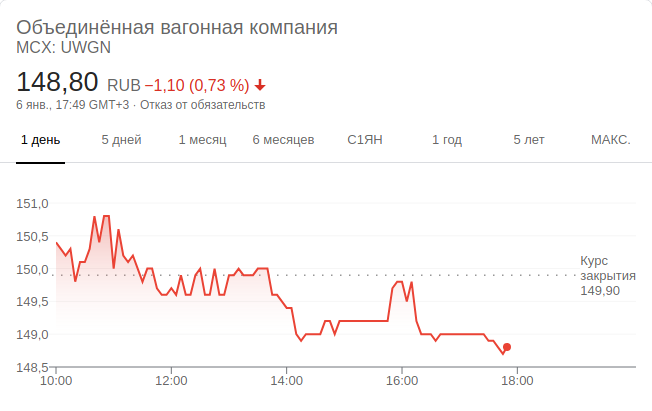 Объединённая вагонная компания
MCX: UWGN
148,80 RUB −1,10 (0,73 %)
6 янв., 17:49 GMT+3 · Отказ от обязательств
1 день 5 дней 1 месяц 6 месяцев С1ЯН 1 год 5 лет МАКС.
151,0
150,5
150,0
149,5
149,0
148,5
Курс
закрытия
149,90
10:00 12:00 14:00 16:00 18:00